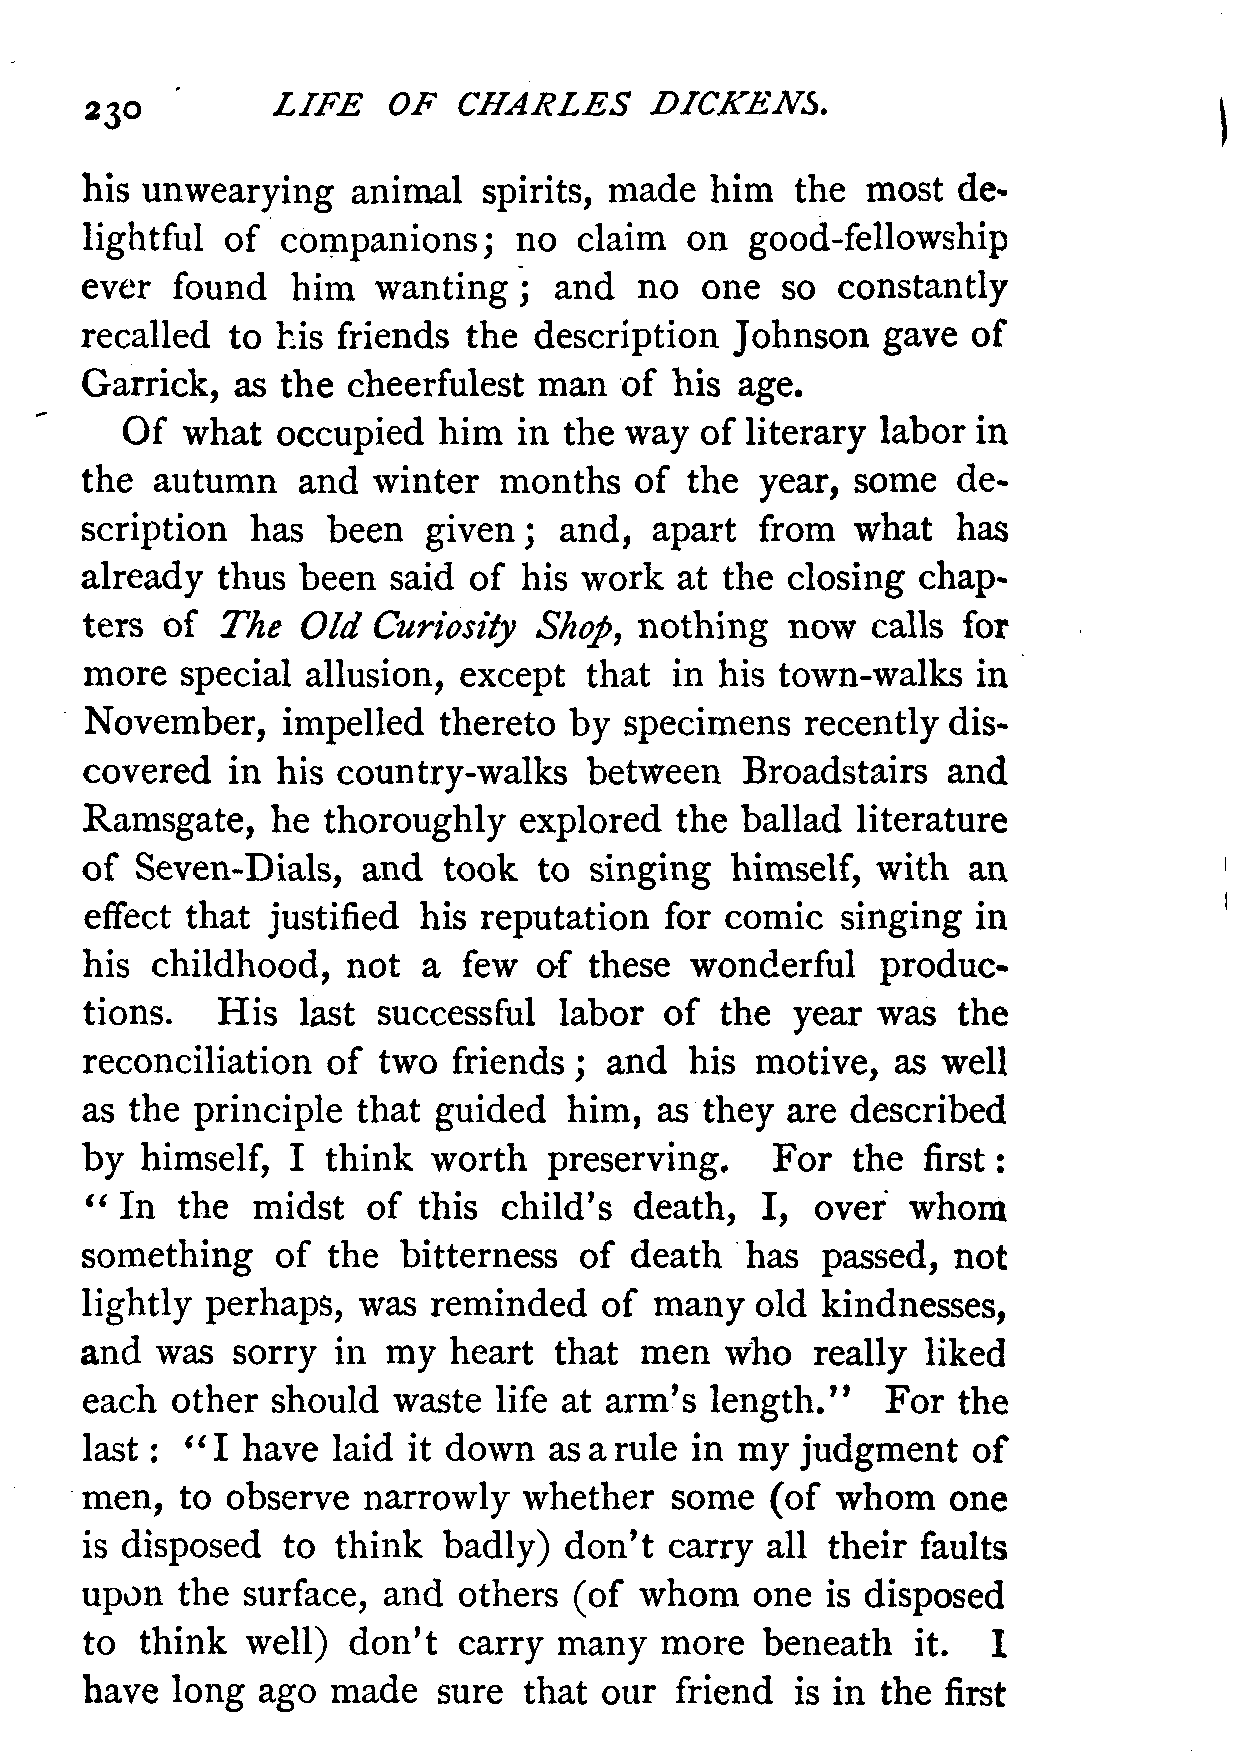 230 LIFE OF CHARLES DICKENS.
his unwearying animal spirits, made him the most de-
lightful of companions; no claim on good-fellowship
ever found him wanting; and no one so constantly
recalled to his friends the description Johnson gave of
Garrick, as the cheerfulest man of his age.
Of what occupied him in the way of literary labor in
the autumn and winter months of the year, some de-
scription has been given; and, apart from what has
already thus been said of his work at the closing chap-
ters of The Old Curiosity Shop, nothing now calls for
more special allusion, except that in his town-walks in
November, impelled thereto by specimens recently dis-
covered in his country-walks between Broadstairs and
Ramsgate, he thoroughly explored the ballad literature
of Seven-Dials, and took to singing himself, with an
effect that justified his reputation for comic singing in
his childhood, not a few of these wonderful produc-
tions. His last successful labor of the year was the
reconciliation of two friends; and his motive, as well
as the principle that guided him, as they are described
by himself, I think worth preserving. For the first:
"In the midst of this child's death, I, over whom
something of the bitterness of death has passed, not
lightly perhaps, was reminded of many old kindnesses,
and was sorry in my heart that men who really liked
each other should waste life at arm's length." For the
last: "I have laid it down as a rule in my judgment of
men, to observe narrowly whether some (of whom one
is disposed to think badly) don't carry all their faults
upon the surface, and others (of whom one is disposed
to think well) don't carry many more beneath it. I
have long ago made sure that our friend is in the first